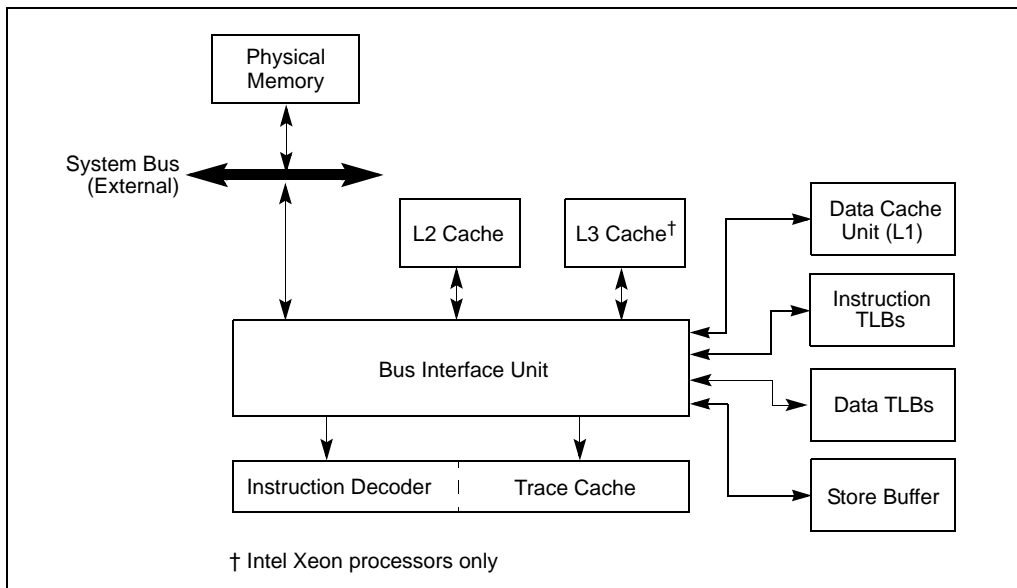 Physical
Memory
System Bus
(External)
L2 Cache
L3 Cache†
Data Cache
Unit (L1)
Instruction
TLBs
Bus Interface Unit
Data TLBs
Instruction Decoder
Trace Cache
Store Buffer
† Intel Xeon processors only